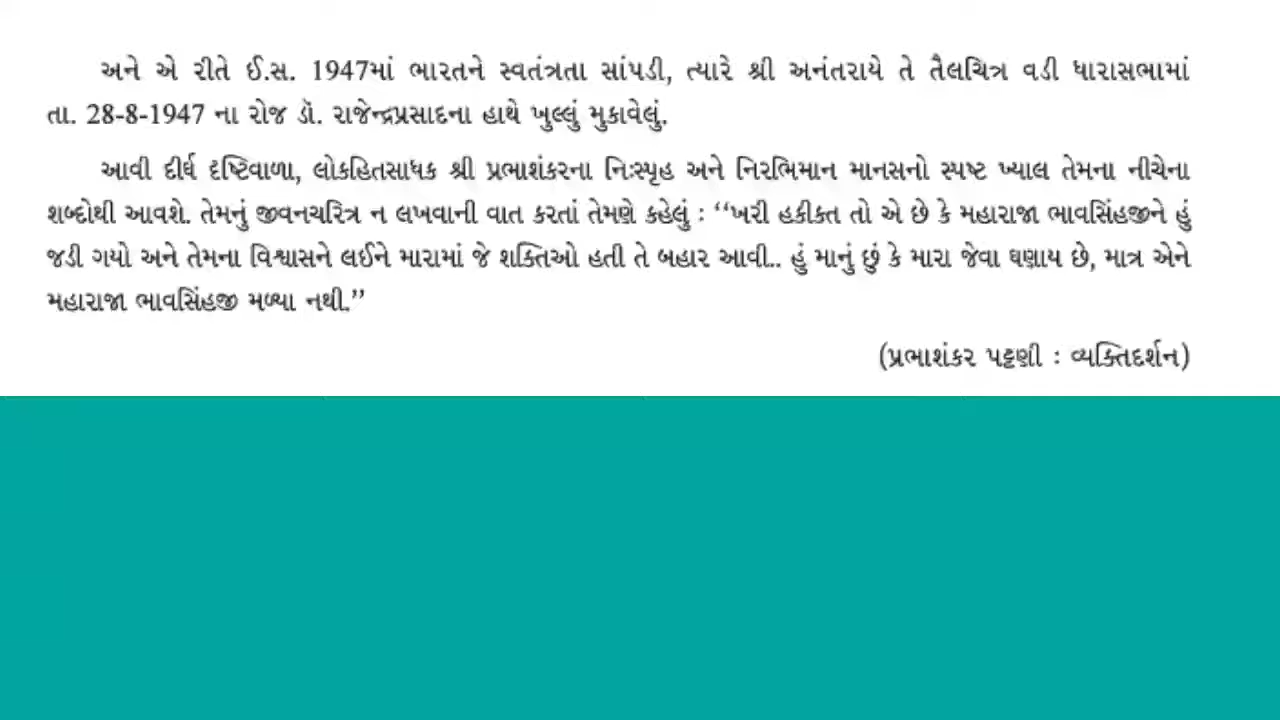 અને એ રીતે ઈ.સ. 1947માં ભારતને સ્વતંત્રતા સાંપડી, ત્યારે શ્રી અનંતરાયે તે તૈલચિત્ર વડી ધારાસભામાં
તા. 28-8-1947 ના રોજ ડૉ. રાજેન્દ્રપ્રસાદના હાથે ખુલ્લું મુકાવેલું.
આવી દીર્ઘ દૃષ્ટિવાળા, લોકહિતસાધક શ્રી પ્રભાશંકરના નિઃસ્પૃહ અને નિરભિમાન માનસનો સ્પષ્ટ ખ્યાલ તેમના નીચેના
શબ્દોથી આવશે. તેમનું જીવનચરિત્ર ન લખવાની વાત કરતાં તેમણે કહેલું : ‘‘ખરી હકીકત તો એ છે કે મહારાજા ભાવસિંહજીને હું
જડી ગયો અને તેમના વિશ્વાસને લઈને મારામાં જે શક્તિઓ હતી તે બહાર આવી.. હું માનું છું કે મારા જેવા ઘણાય છે, માત્ર એને
મહારાજા ભાવસિંહજી મળ્યા નથી.’’
(પ્રભાશંકર પટ્ટણી : વ્યક્તિદર્શન)